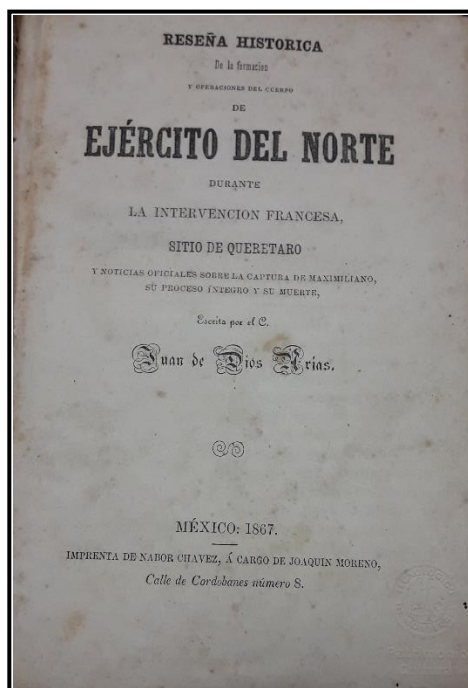 RESEÑA HISTORICA
De la formacion
Y OPERACIONES DEL CUERPO
DE
EJÉRCITO DEL NORTE
DURANTE
LA INTERVENCION FRANCESA,
SITIO DE QUERETARO
Y NOTICIAS OFICIALES SOBRE LA CAPTURA DE MAXIMILIANO,
SU PROCESO ÍNTEGRO Y SU MUERTE,
Escrita por el C.
Juan de Dios Arias.
MÉXICO: 1867.
IMPRENTA DE NABOR CHAVEZ, Á CARGO DE JOAQUIN MORENO,
Calle de Cordobanes número 8.